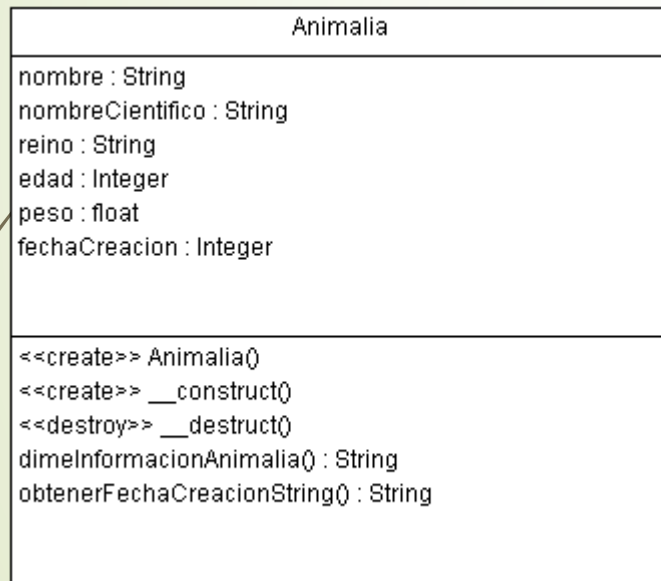 Animalia
nombre : String
nombreCientifico : String
reino : String
edad : Integer
peso : float
fechaCreacion : Integer
<<create>> Animalia()
<<create>> __construct()
<<destroy>> __destruct()
dimeInformacionAnimalia() : String
obtenerFechaCreacionString() : String